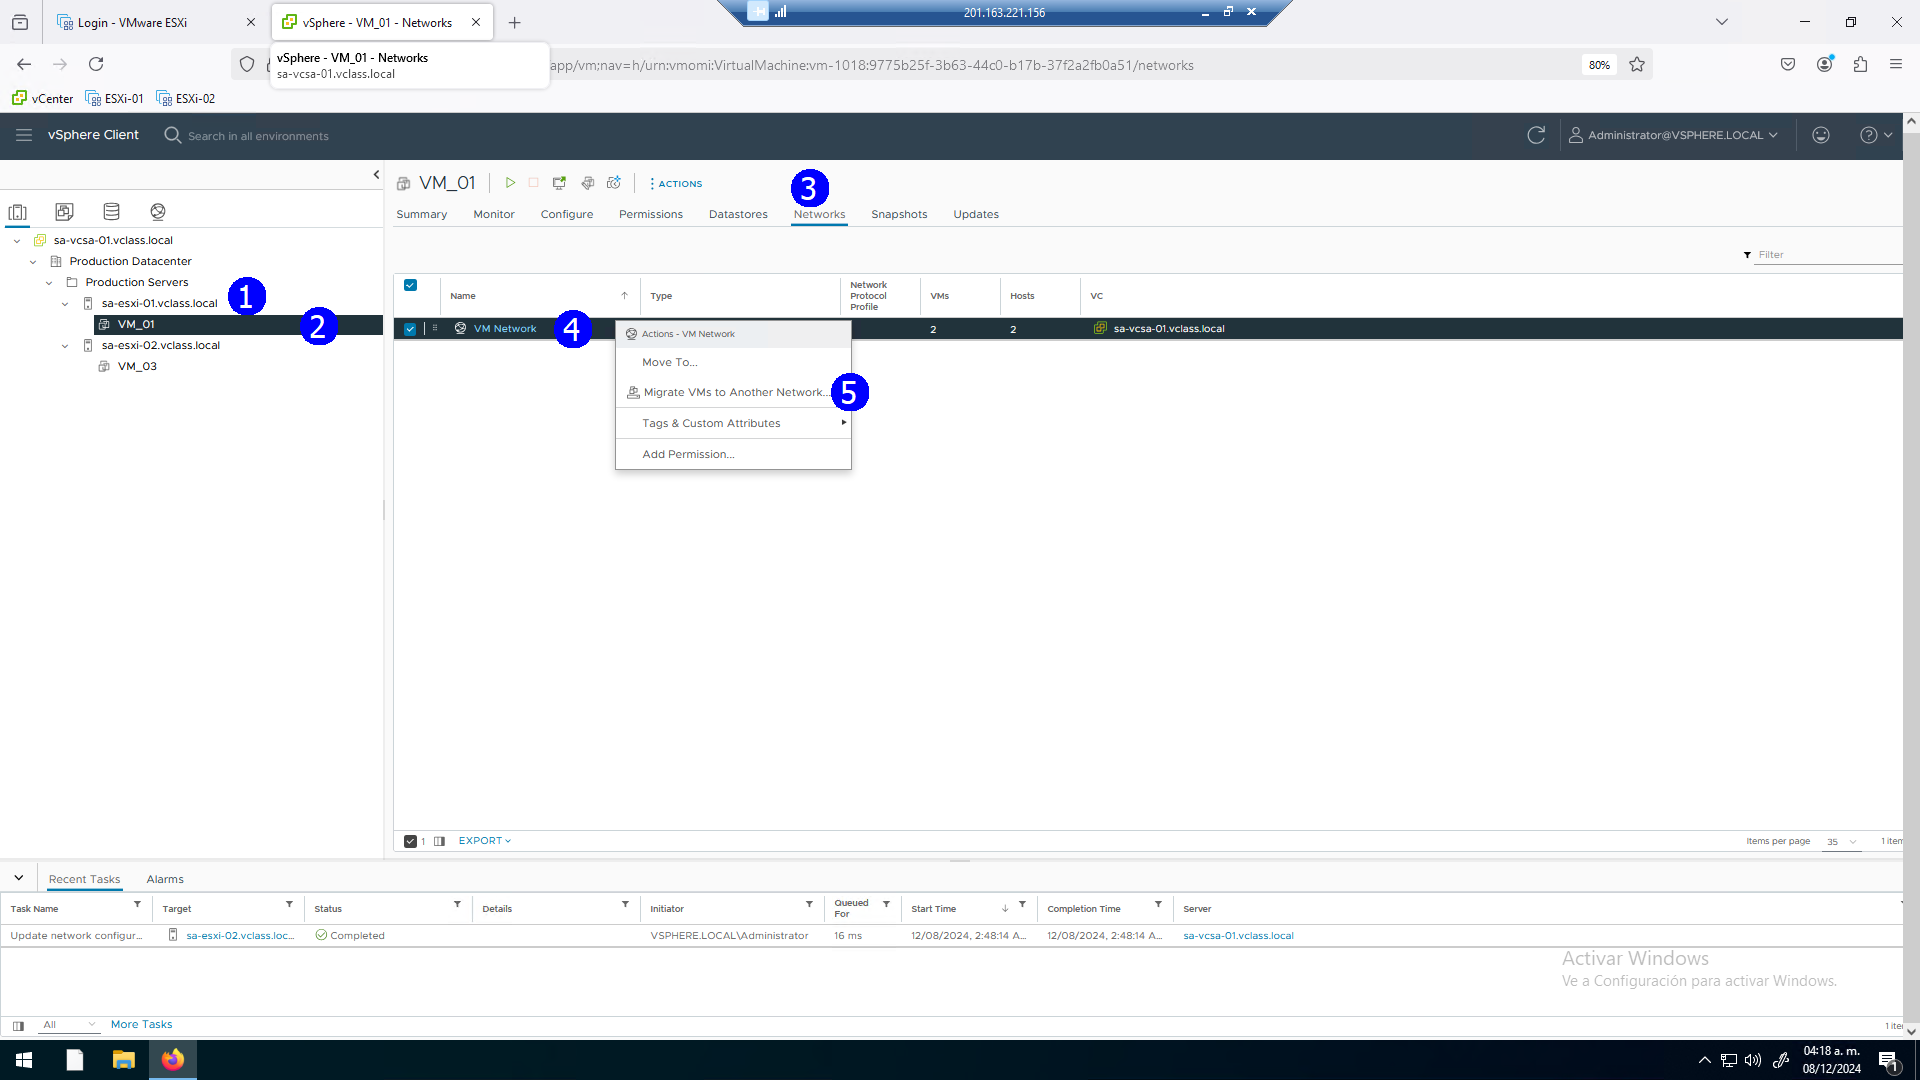 Login - VMware ESXi
vSphere - VM_01 - Networks
201.163.221.156
vSphere - VM_01 - Networks
sa-vcsa-01.vclass.local
app/vm;nav=h/urn:vmomi:VirtualMachine:vm-1018:9775b25f-3b63-44c0-b17b-37f2a2fb0a51/networks
80%
vCenter
ESXi-01
ESXi-02
vSphere Client
Search in all environments
Administrator@VSPHERE.LOCAL
VM_01
ACTIONS
3
Summary
Monitor
Configure
Permissions
Datastores
Networks
Snapshots
Updates
sa-vcsa-01.vclass.local
Production Datacenter
Production Servers
sa-esxi-01.vclass.local
1
VM_01
2
sa-esxi-02.vclass.local
VM_03
Filter
Name
Type
Network
Protocol
Profile
VMs
Hosts
VC
VM Network
4
2
2
sa-vcsa-01.vclass.local
Actions - VM Network
Move To...
Migrate VMs to Another Network...
5
Tags & Custom Attributes
Add Permission...
1
EXPORT
Items per page
35
1 item
Recent Tasks
Alarms
Task Name
Target
Status
Details
Initiator
Queued
For
Start Time
Completion Time
Server
Update network configur...
sa-esxi-02.vclass.loc...
Completed
VSPHERE.LOCAL\Administrator
16 ms
12/08/2024, 2:48:14 A...
12/08/2024, 2:48:14 A...
sa-vcsa-01.vclass.local
Activar Windows
Ve a Configuración para activar Windows.
All
More Tasks
04:18 a. m.
08/12/2024
1